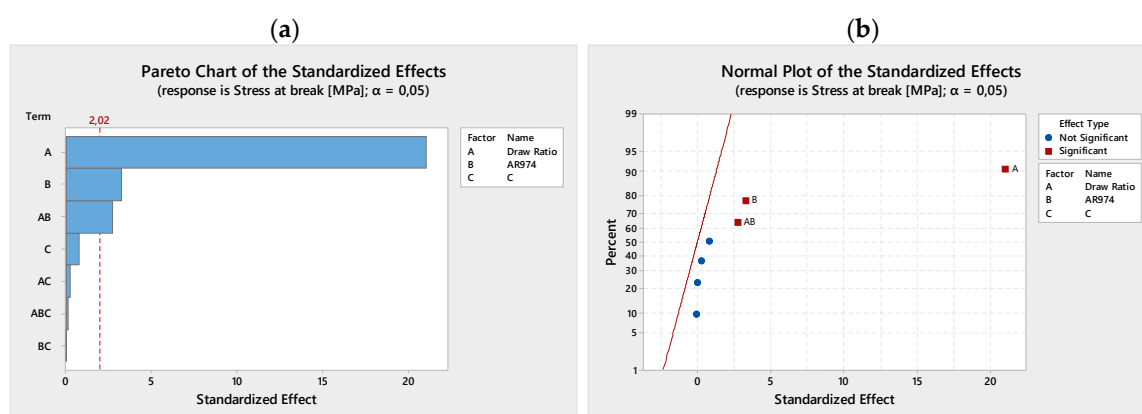 (a)
Pareto Chart of the Standardized Effects
(response is Stress at break [MPa]; α = 0,05)
Term
2,02
A
B
AB
C
AC
ABC
BC
0 5 10 15 20
Standardized Effect
Factor Name
A Draw Ratio
B AR974
C C
(b)
Normal Plot of the Standardized Effects
(response is Stress at break [MPa]; α = 0,05)
Percent
99
95
90
80
70
60
50
40
30
20
10
5
1
A
B
AB
0 5 10 15 20
Standardized Effect
Effect Type
Not Significant
Significant
Factor Name
A Draw Ratio
B AR974
C C